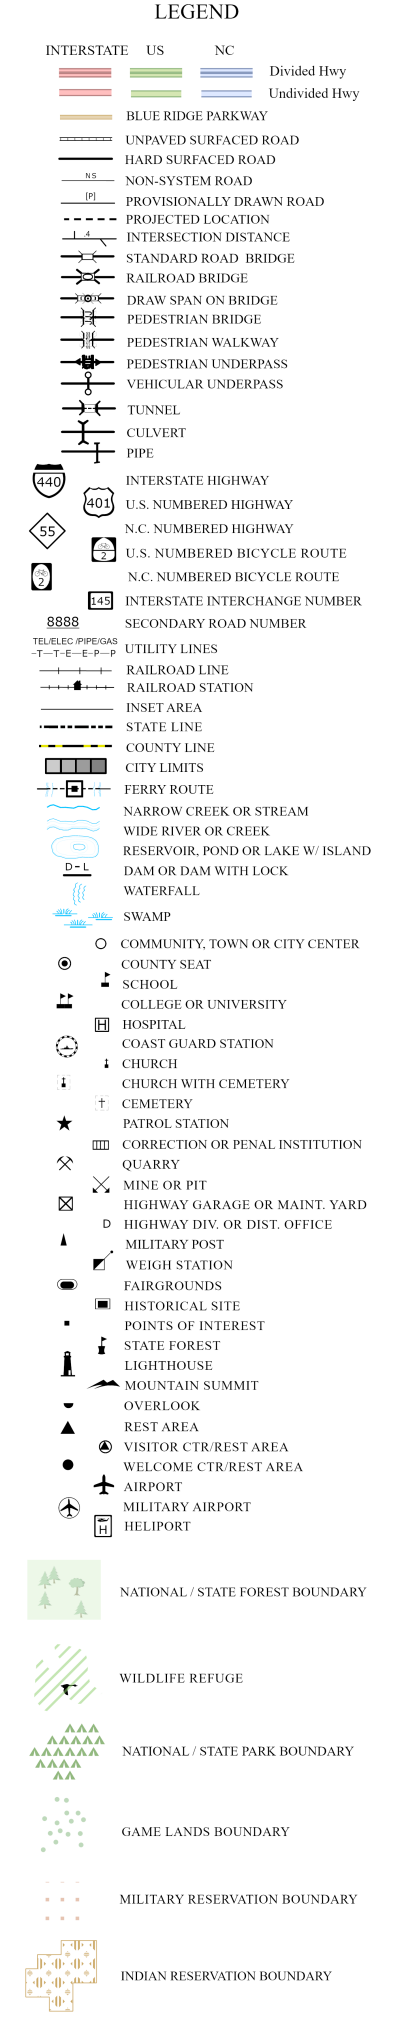 LEGEND
INTERSTATE US NC
Divided Hwy
Undivided Hwy
BLUE RIDGE PARKWAY
UNPAVED SURFACED ROAD
HARD SURFACED ROAD
NS NON-SYSTEM ROAD
[P] PROVISIONALLY DRAWN ROAD
PROJECTED LOCATION
.4 INTERSECTION DISTANCE
STANDARD ROAD BRIDGE
RAILROAD BRIDGE
DRAW SPAN ON BRIDGE
PEDESTRIAN BRIDGE
PEDESTRIAN WALKWAY
PEDESTRIAN UNDERPASS
VEHICULAR UNDERPASS
TUNNEL
CULVERT
PIPE
440 INTERSTATE HIGHWAY
401 U.S. NUMBERED HIGHWAY
55 N.C. NUMBERED HIGHWAY
2 U.S. NUMBERED BICYCLE ROUTE
2 N.C. NUMBERED BICYCLE ROUTE
145 INTERSTATE INTERCHANGE NUMBER
8888 SECONDARY ROAD NUMBER
TEL/ELEC /PIPE/GAS
–T—T–E—E–P—P UTILITY LINES
RAILROAD LINE
RAILROAD STATION
INSET AREA
STATE LINE
COUNTY LINE
CITY LIMITS
FERRY ROUTE
NARROW CREEK OR STREAM
WIDE RIVER OR CREEK
RESERVOIR, POND OR LAKE W/ ISLAND
D-L DAM OR DAM WITH LOCK
WATERFALL
SWAMP
COMMUNITY, TOWN OR CITY CENTER
COUNTY SEAT
SCHOOL
COLLEGE OR UNIVERSITY
H HOSPITAL
COAST GUARD STATION
CHURCH
CHURCH WITH CEMETERY
CEMETERY
PATROL STATION
CORRECTION OR PENAL INSTITUTION
QUARRY
MINE OR PIT
HIGHWAY GARAGE OR MAINT. YARD
D HIGHWAY DIV. OR DIST. OFFICE
MILITARY POST
WEIGH STATION
FAIRGROUNDS
HISTORICAL SITE
POINTS OF INTEREST
STATE FOREST
LIGHTHOUSE
MOUNTAIN SUMMIT
OVERLOOK
REST AREA
VISITOR CTR/REST AREA
WELCOME CTR/REST AREA
AIRPORT
MILITARY AIRPORT
H HELIPORT
NATIONAL / STATE FOREST BOUNDARY
WILDLIFE REFUGE
NATIONAL / STATE PARK BOUNDARY
GAME LANDS BOUNDARY
MILITARY RESERVATION BOUNDARY
INDIAN RESERVATION BOUNDARY